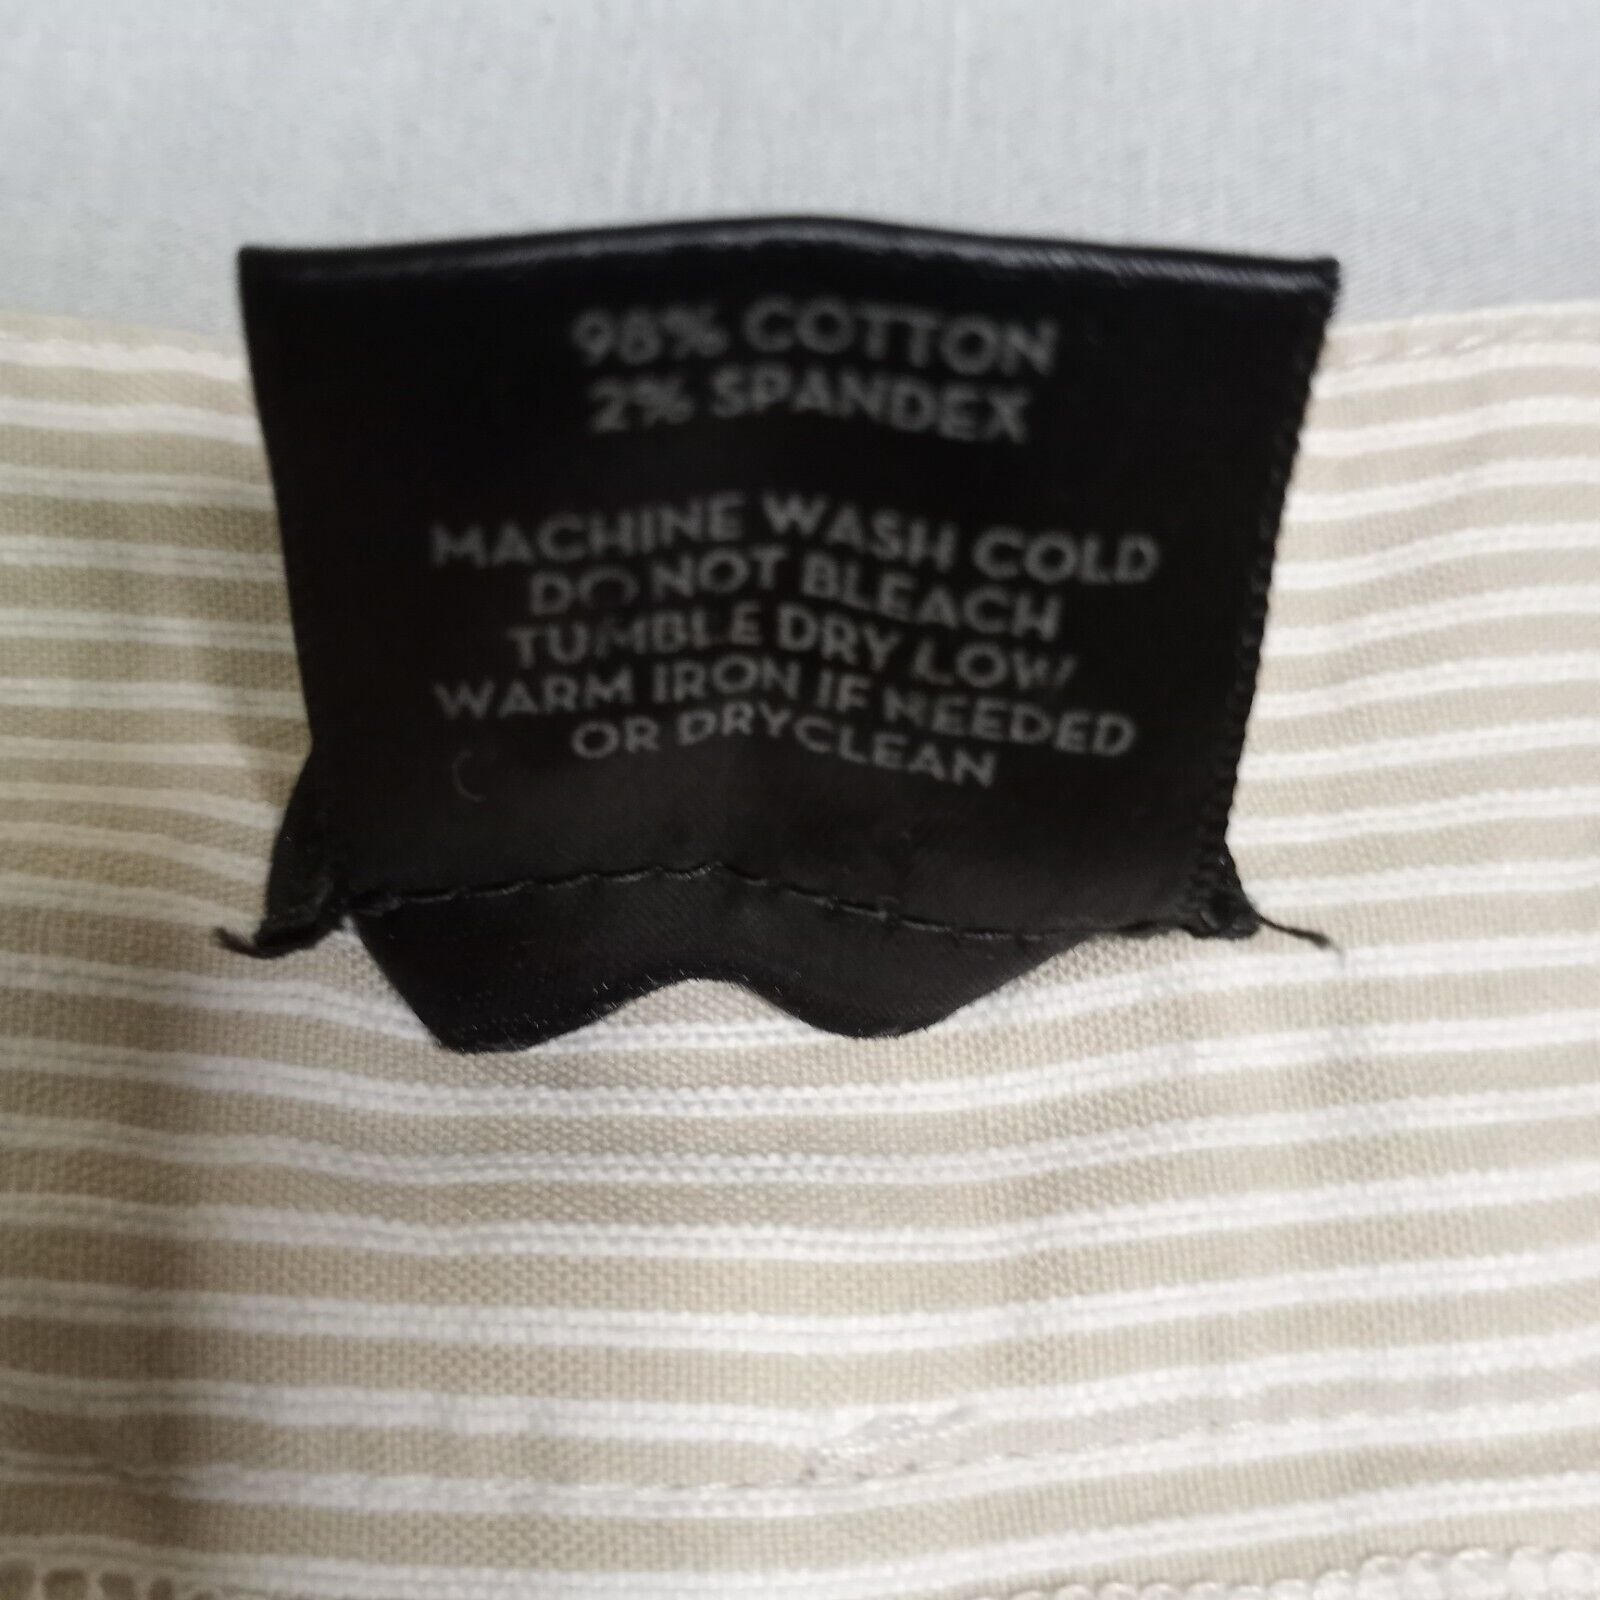 98% COTTON
2% SPANDEX
MACHINE WASH COLD
DO NOT BLEACH
TUMBLE DRY LOW
WARM IRON IF NEEDED
OR DRYCLEAN